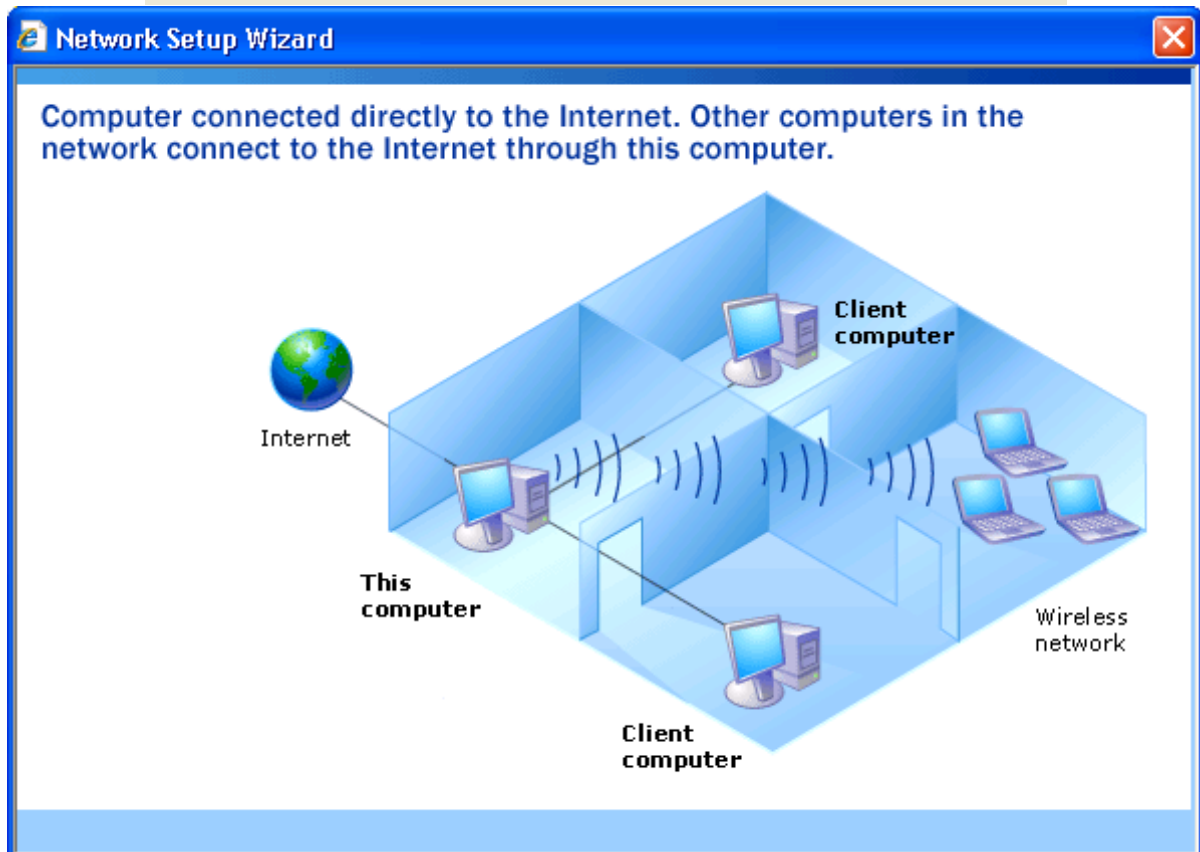 Network Setup Wizard
Computer connected directly to the Internet. Other computers in the
network connect to the Internet through this computer.
Client
computer
Internet
This
computer
Wireless
network
Client
computer